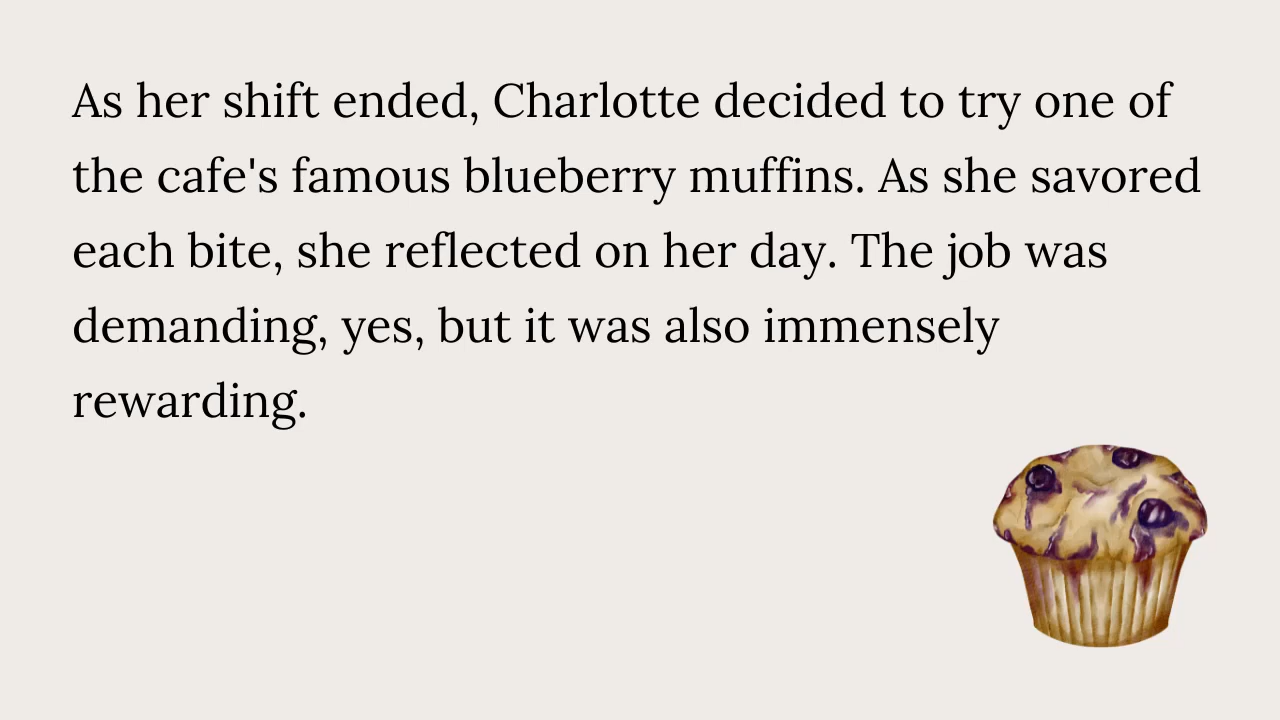 As her shift ended, Charlotte decided to try one of
the cafe's famous blueberry muffins. As she savored
each bite, she reflected on her day. The job was
demanding, yes, but it was also immensely
rewarding.